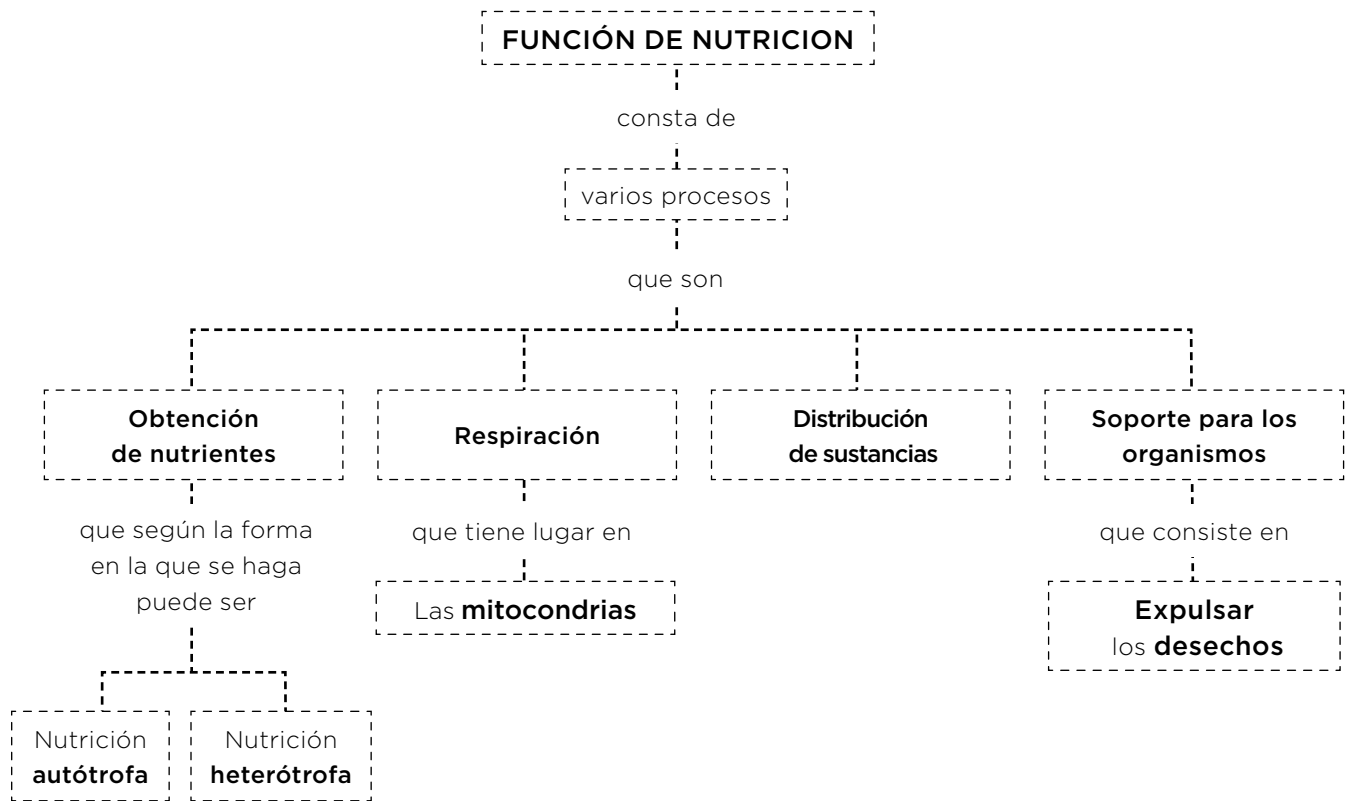 FUNCIÓN DE NUTRICION
consta de
varios procesos
que son
Obtención
de nutrientes
Respiración
Distribución
de sustancias
Soporte para los
organismos
que según la forma
en la que se haga
puede ser
que tiene lugar en
que consiste en
Las mitocondrias
Expulsar
los desechos
Nutrición
autótrofa
Nutrición
heterótrofa